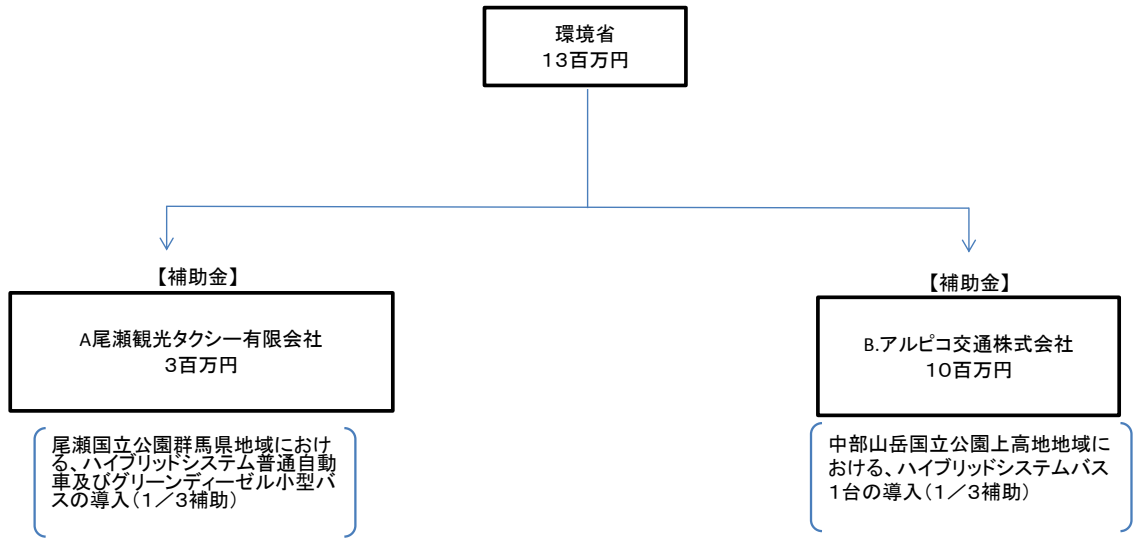 環境省
１３百万円
【補助金】
A尾瀬観光タクシー有限会社
３百万円
尾瀬国立公園群馬県地域におけ
る、ハイブリッドシステム普通自動
車及びグリーンディーゼル小型バ
スの導入（１／３補助）
【補助金】
B.アルピコ交通株式会社
１０百万円
中部山岳国立公園上高地地域に
おける、ハイブリッドシステムバス
１台の導入（１／３補助）